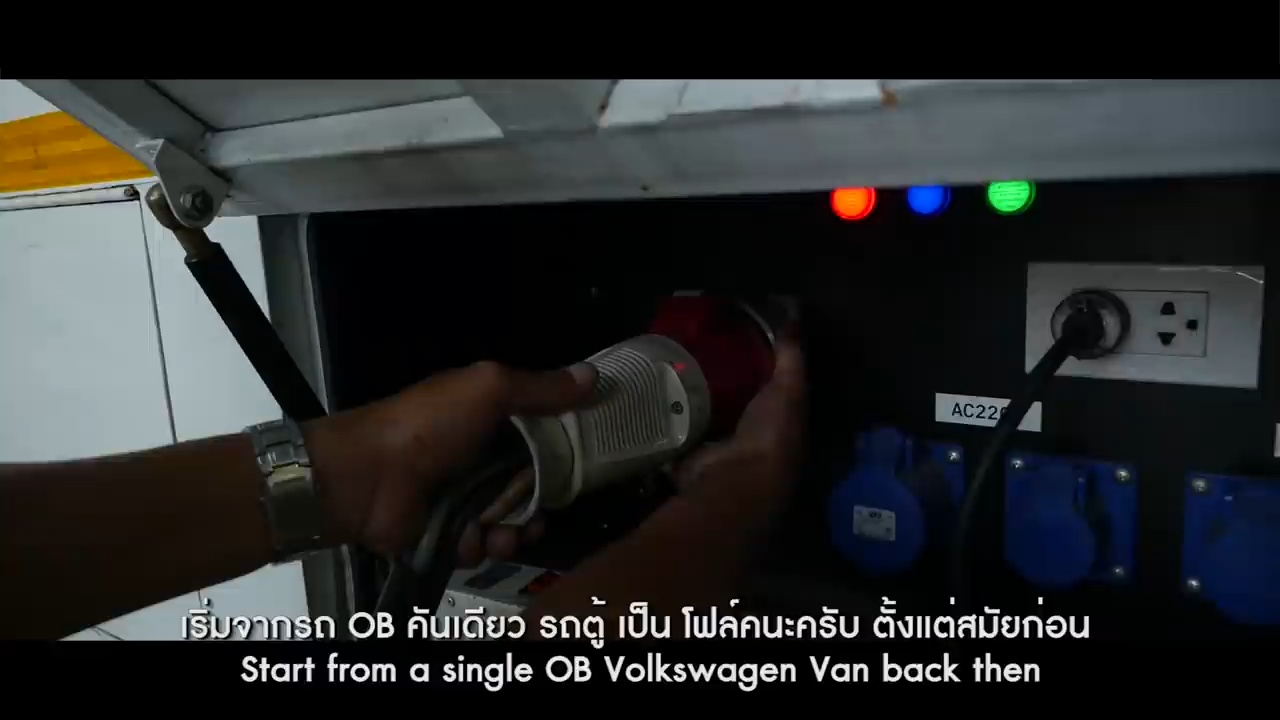 AC22
เริ่มจากรถ OB คันเดียว รถตู้ เป็น โฟล์คนะครับ ตั้งแต่สมัยก่อน
Start from a single OB Volkswagen Van back then